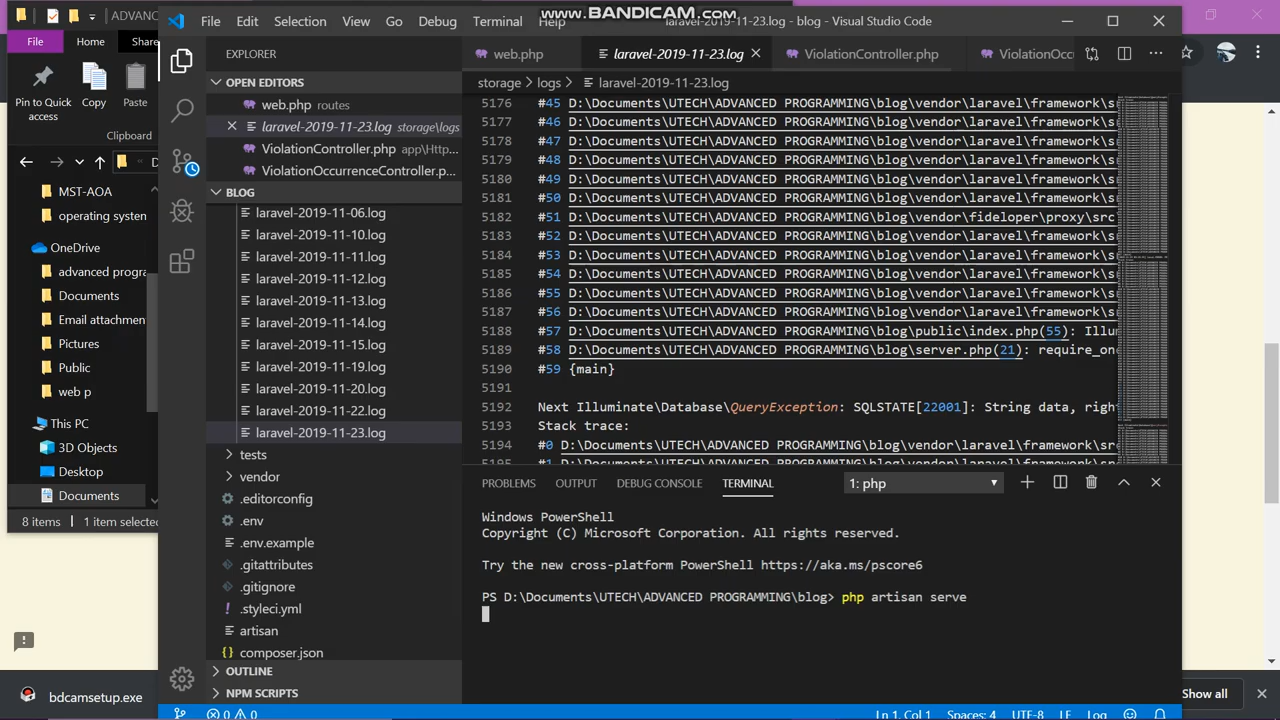 www.BANDICAM.com
File Edit Selection View Go Debug Terminal Help
laravel-2019-11-23.log - blog - Visual Studio Code
ADVANC
File Home Share
Pin to Quick access
Copy
Paste
Clipboard
D
MST-AOA
operating system
OneDrive
advanced progra
Documents
Email attachmen
Pictures
Public
web p
This PC
3D Objects
Desktop
Documents
8 items
1 item selected
EXPLORER
OPEN EDITORS
web.php routes
laravel-2019-11-23.log storage\logs
ViolationController.php app\Http...
ViolationOccurrenceController.p...
BLOG
laravel-2019-11-06.log
laravel-2019-11-10.log
laravel-2019-11-11.log
laravel-2019-11-12.log
laravel-2019-11-13.log
laravel-2019-11-14.log
laravel-2019-11-15.log
laravel-2019-11-19.log
laravel-2019-11-20.log
laravel-2019-11-22.log
laravel-2019-11-23.log
tests
vendor
.editorconfig
.env
.env.example
.gitattributes
.gitignore
.styleci.yml
artisan
composer.json
OUTLINE
NPM SCRIPTS
web.php
laravel-2019-11-23.log
ViolationController.php
ViolationOccu
storage > logs > laravel-2019-11-23.log
5176 #45 D:\Documents\UTECH\ADVANCED PROGRAMMING\blog\vendor\laravel\framework\s
5177 #46 D:\Documents\UTECH\ADVANCED PROGRAMMING\blog\vendor\laravel\framework\s
5178 #47 D:\Documents\UTECH\ADVANCED PROGRAMMING\blog\vendor\laravel\framework\s
5179 #48 D:\Documents\UTECH\ADVANCED PROGRAMMING\blog\vendor\laravel\framework\s
5180 #49 D:\Documents\UTECH\ADVANCED PROGRAMMING\blog\vendor\laravel\framework\s
5181 #50 D:\Documents\UTECH\ADVANCED PROGRAMMING\blog\vendor\laravel\framework\s
5182 #51 D:\Documents\UTECH\ADVANCED PROGRAMMING\blog\vendor\fideloper\proxy\src
5183 #52 D:\Documents\UTECH\ADVANCED PROGRAMMING\blog\vendor\laravel\framework\s
5184 #53 D:\Documents\UTECH\ADVANCED PROGRAMMING\blog\vendor\laravel\framework\s
5185 #54 D:\Documents\UTECH\ADVANCED PROGRAMMING\blog\vendor\laravel\framework\s
5186 #55 D:\Documents\UTECH\ADVANCED PROGRAMMING\blog\vendor\laravel\framework\s
5187 #56 D:\Documents\UTECH\ADVANCED PROGRAMMING\blog\vendor\laravel\framework\s
5188 #57 D:\Documents\UTECH\ADVANCED PROGRAMMING\blog\public\index.php(55): Illu
5189 #58 D:\Documents\UTECH\ADVANCED PROGRAMMING\blog\server.php(21): require_on
5190 #59 {main}
5191
5192 Next Illuminate\Database\QueryException: SQLSTATE[22001]: String data, righ
5193 Stack trace:
5194 #0 D:\Documents\UTECH\ADVANCED PROGRAMMING\blog\vendor\laravel\framework\sr
5195 #1 D:\Documents\UTECH\ADVANCED PROGRAMMING\blog\vendor\laravel\framework\sr
PROBLEMS OUTPUT DEBUG CONSOLE TERMINAL
1: php
Windows PowerShell
Copyright (C) Microsoft Corporation. All rights reserved.
Try the new cross-platform PowerShell https://aka.ms/pscore6
PS D:\Documents\UTECH\ADVANCED PROGRAMMING\blog> php artisan serve
0 0
Ln 1, Col 1 Spaces: 4 UTF-8 LF Log
bdcamsetup.exe
Show all